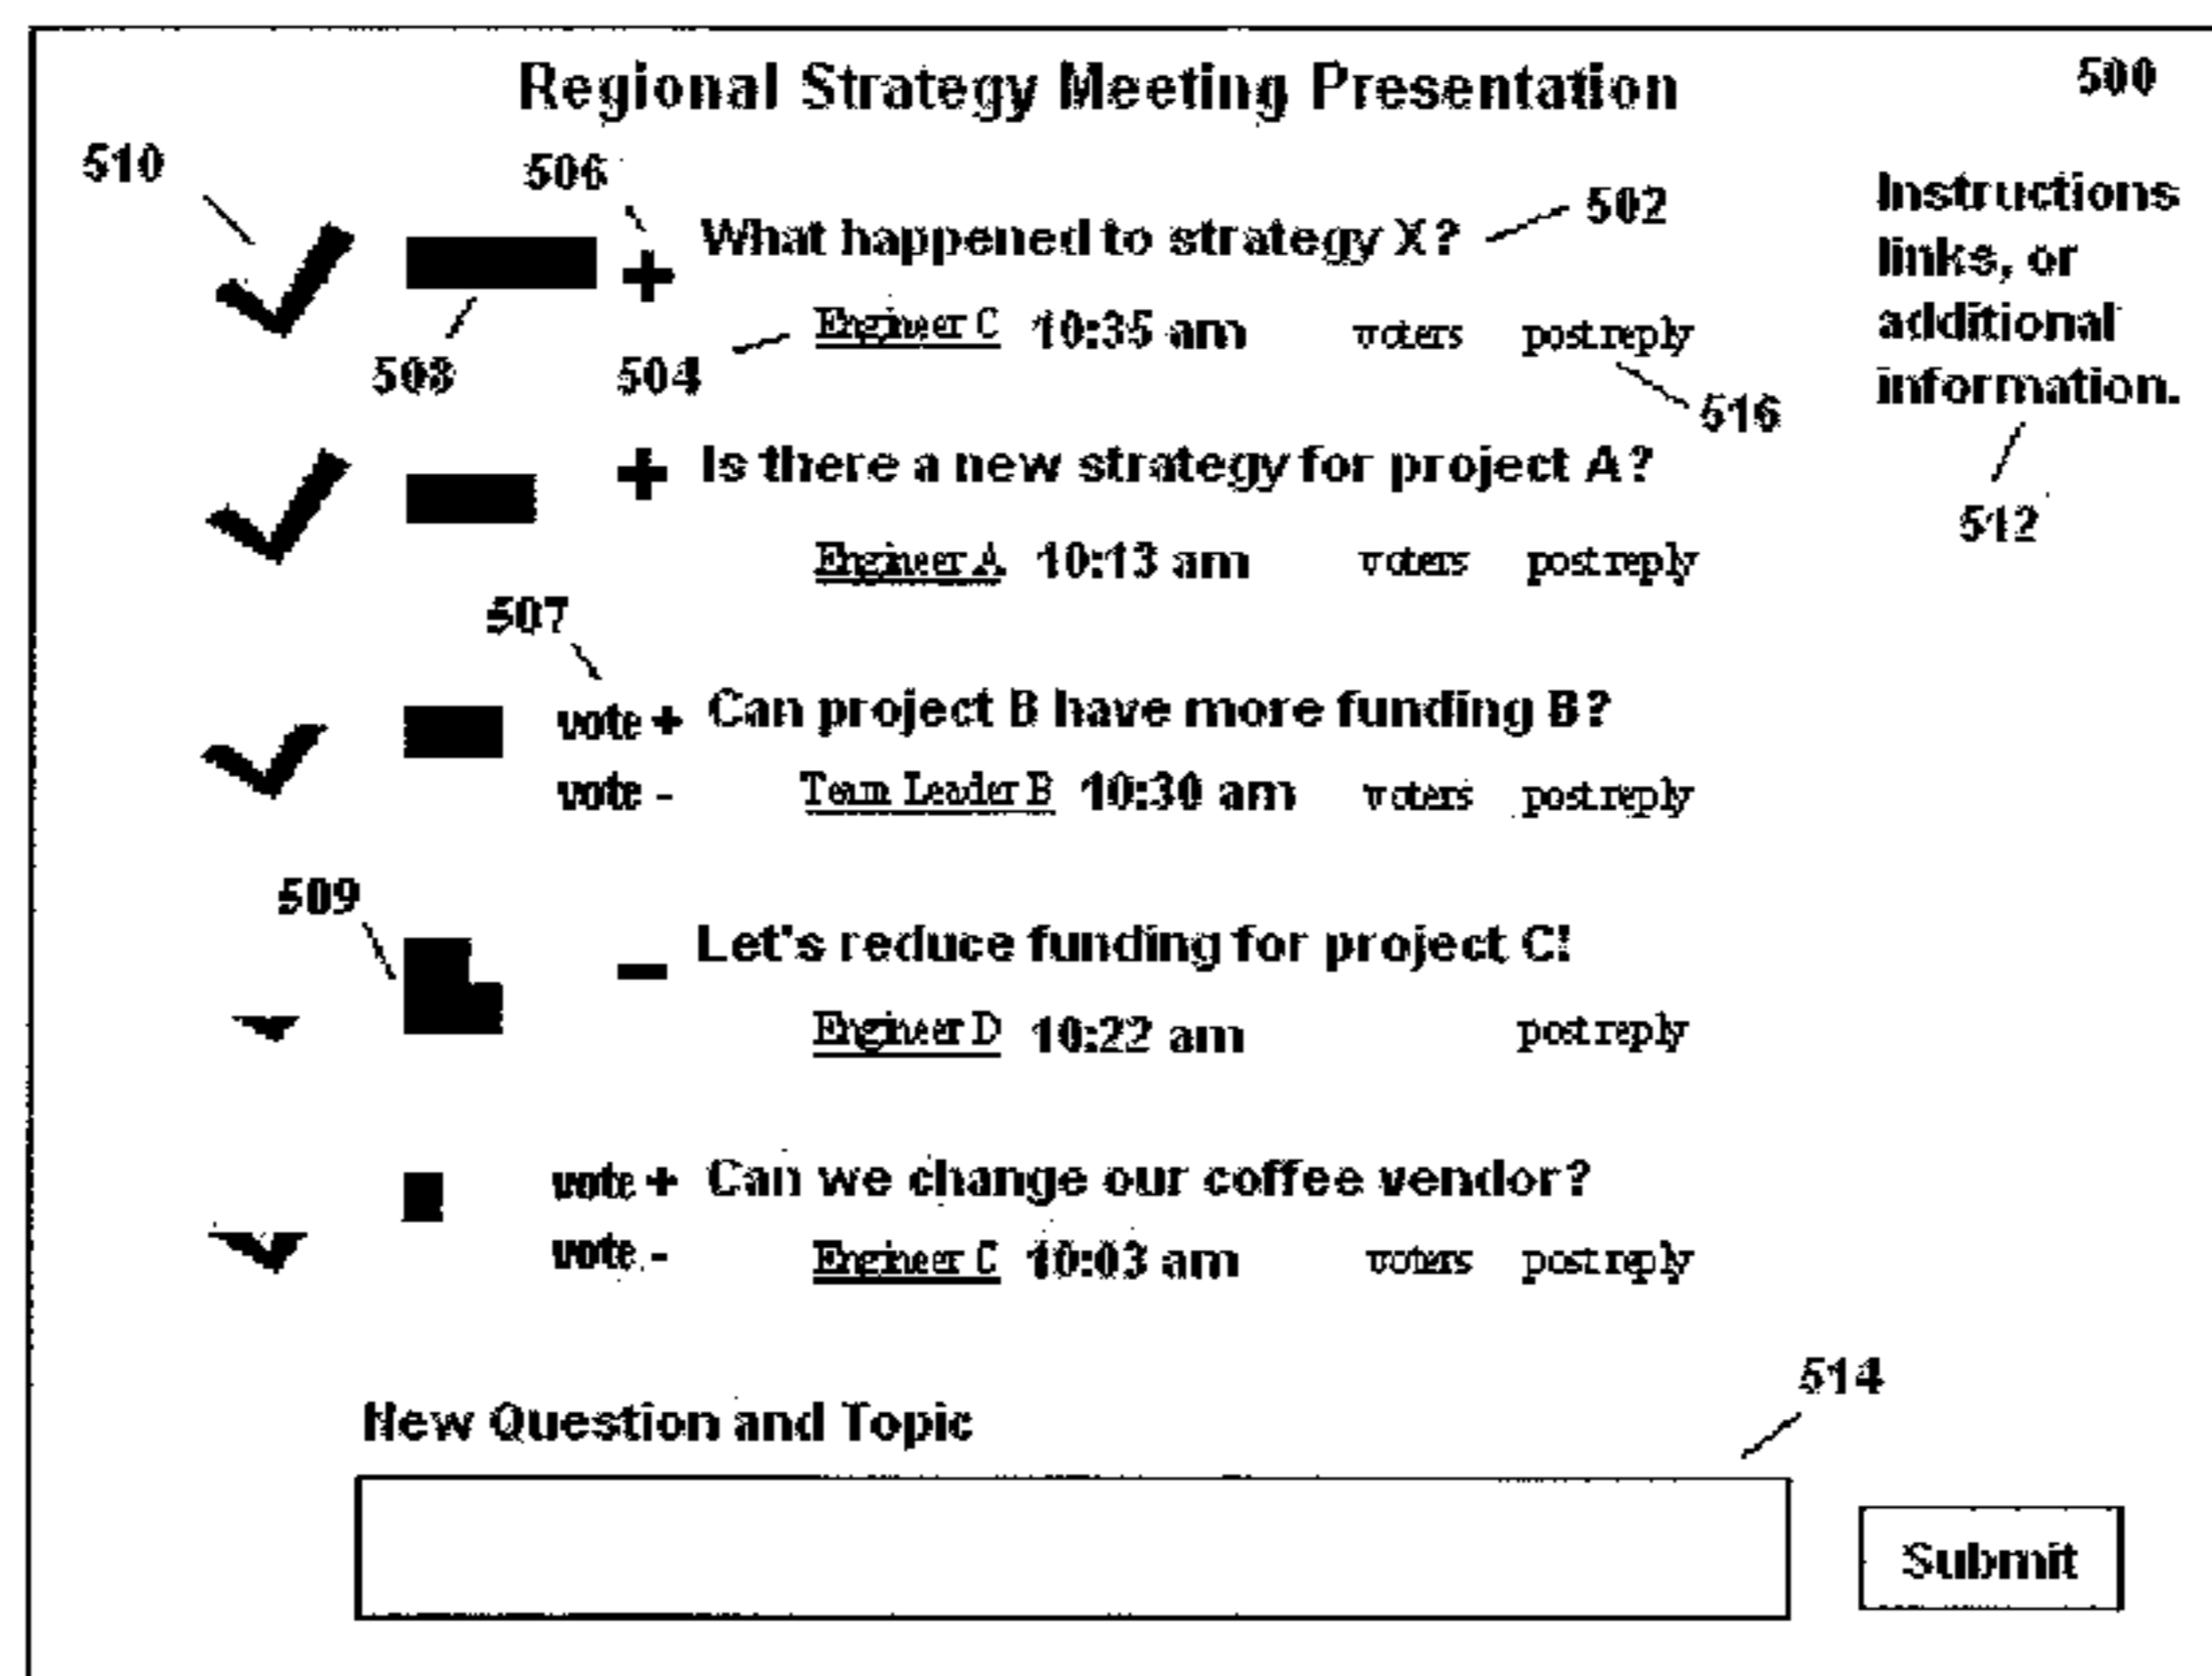 Regional Strategy Meeting Presentation 500
510 506 502
What happened to strategy X?
Instructions
links, or
additional
information.
+
Engineer C 10:35 am voters post reply
508 504 516
+ Is there a new strategy for project A?
512
Engineer A 10:13 am voters post reply
507
vote + Can project B have more funding B?
vote - Team Leader B 10:30 am voters post reply
509
- Let's reduce funding for project C!
Engineer D 10:22 am post reply
vote + Can we change our coffee vendor?
vote - Engineer C 10:03 am voters post reply
514
New Question and Topic
Submit